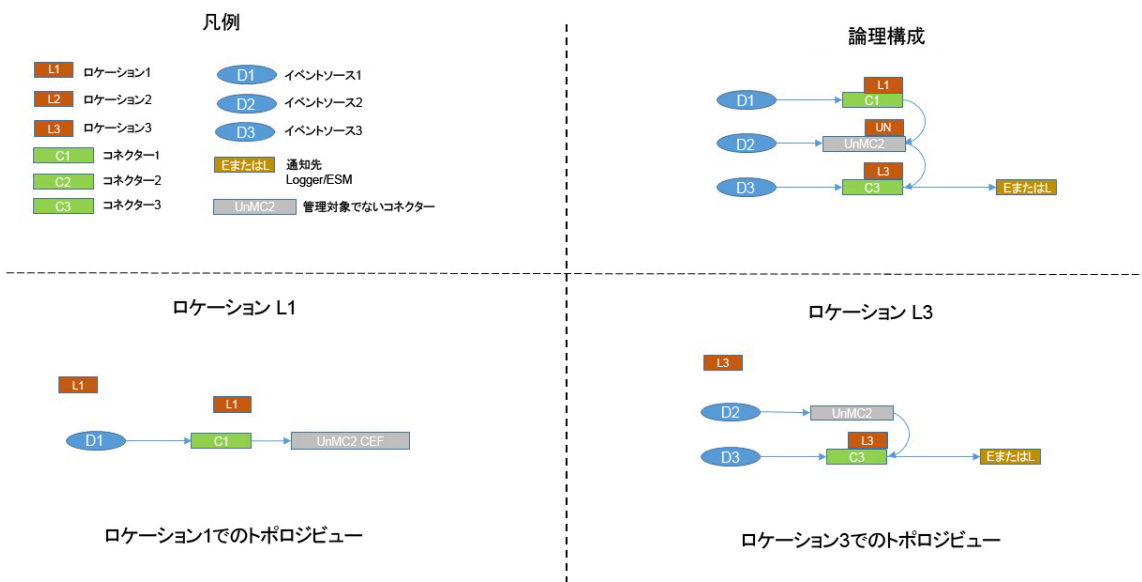 凡例
L1 ロケーション1
L2 ロケーション2
L3 ロケーション3
C1 コネクター1
C2 コネクター2
C3 コネクター3
D1 イベントソース1
D2 イベントソース2
D3 イベントソース3
EまたはL 通知先
Logger/ESM
UnMC2 管理対象でないコネクター
論理構成
L1
D1 C1
UN
D2 UnMC2
L3
D3 C3 EまたはL
ロケーション L1
L1
L1
D1 C1 UnMC2 CEF
ロケーション1でのトポロジビュー
ロケーション L3
L3
D2 UnMC2
L3
D3 C3 EまたはL
ロケーション3でのトポロジビュー